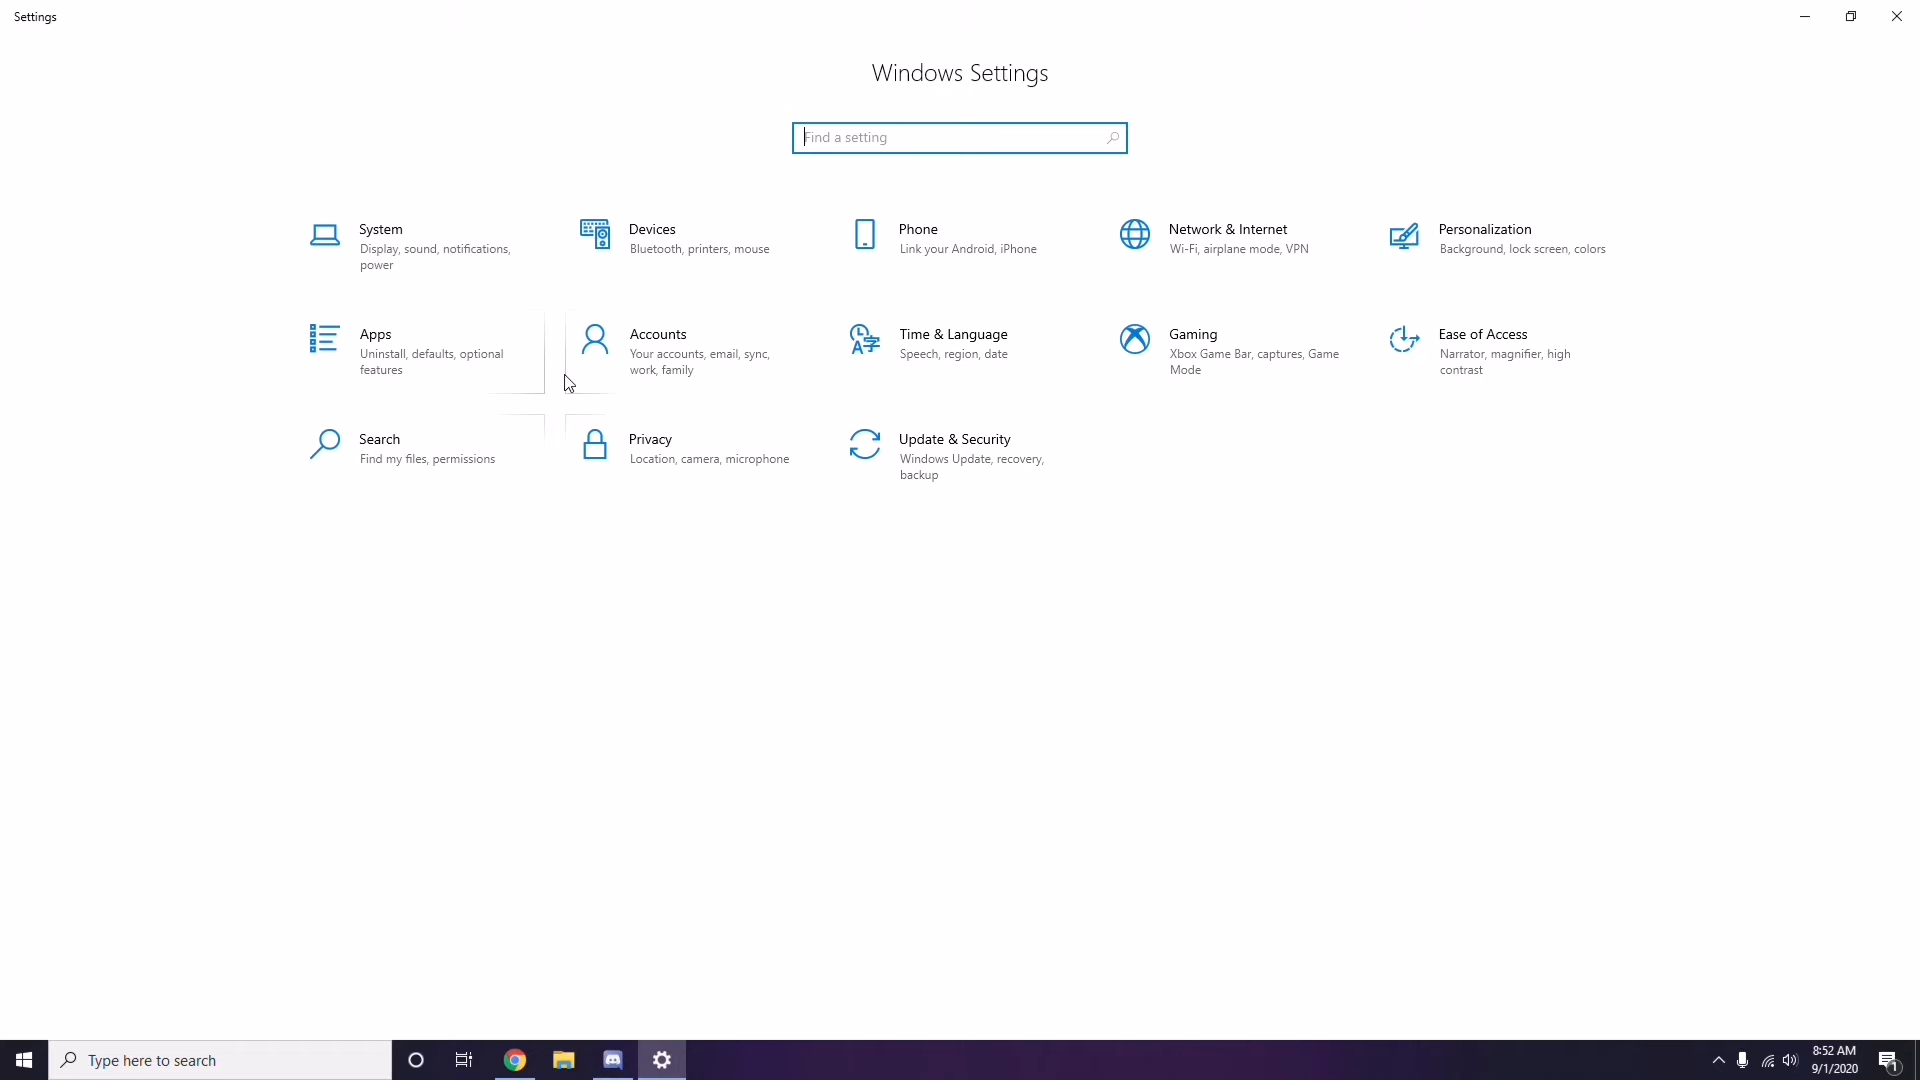 Settings
Windows Settings
Find a setting
System
Display, sound, notifications,
power
Devices
Bluetooth, printers, mouse
Phone
Link your Android, iPhone
Network & Internet
Wi-Fi, airplane mode, VPN
Personalization
Background, lock screen, colors
Apps
Uninstall, defaults, optional
features
Accounts
Your accounts, email, sync,
work, family
Time & Language
Speech, region, date
Gaming
Xbox Game Bar, captures, Game
Mode
Ease of Access
Narrator, magnifier, high
contrast
Search
Find my files, permissions
Privacy
Location, camera, microphone
Update & Security
Windows Update, recovery,
backup
Type here to search
8:52 AM
9/1/2020
1